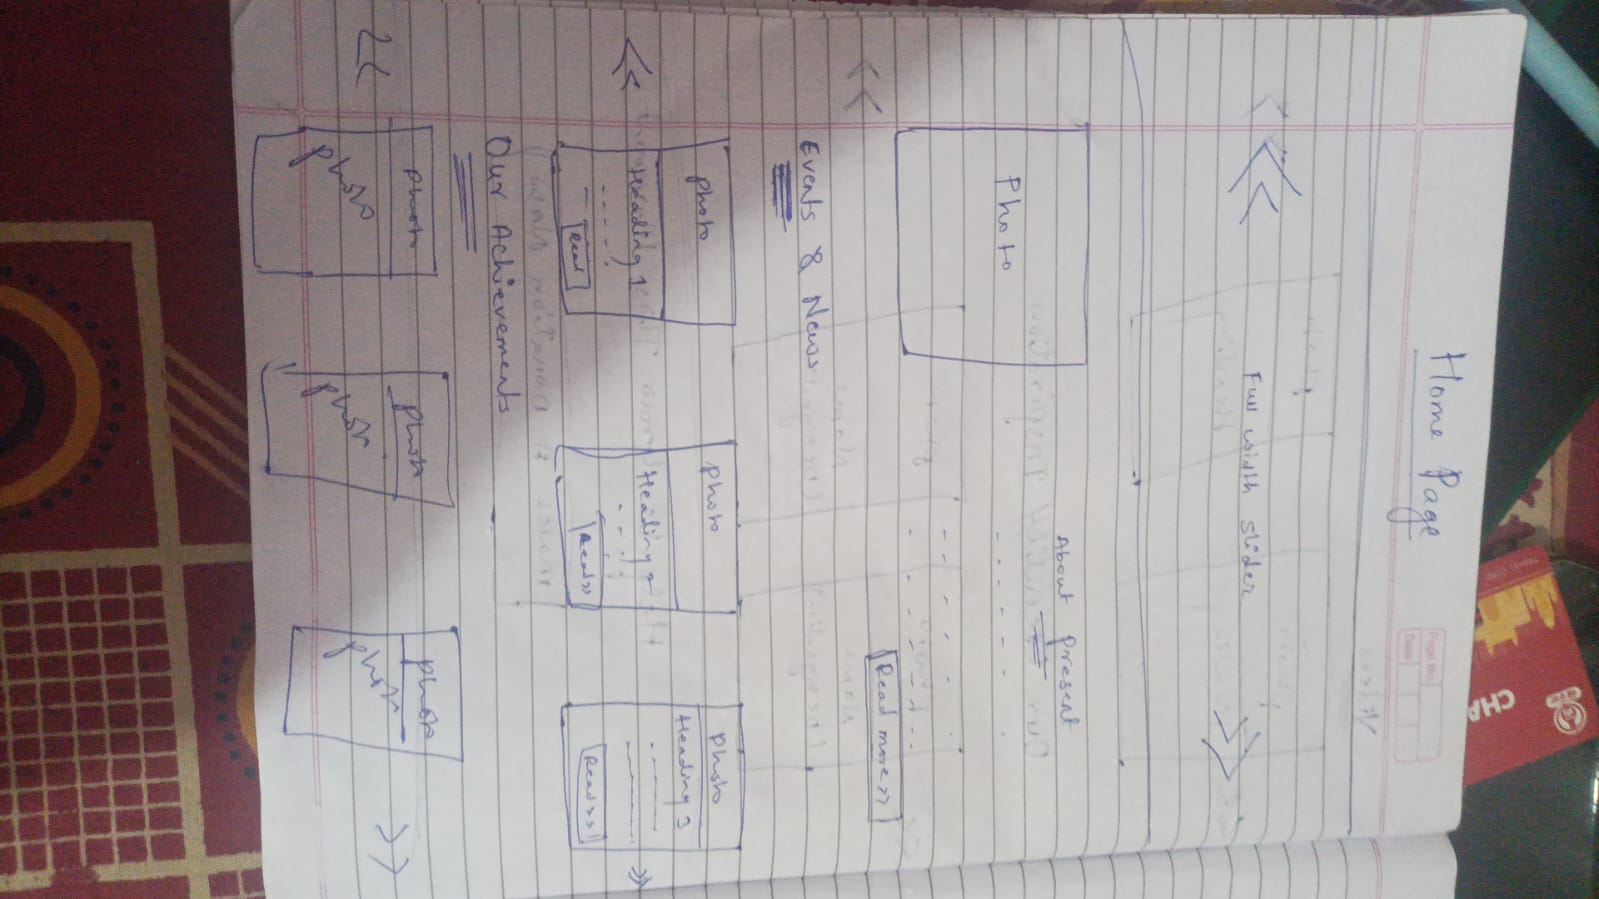 Home Page
Page No.
Date
CHA
Full width slider
About Present
Photo
Read more >>
Events & News
photo photo photo
Heading 1 Heading 2 Heading 3
Read Read>> Read>>
Our Achievements
photo photo photo
photo photo photo